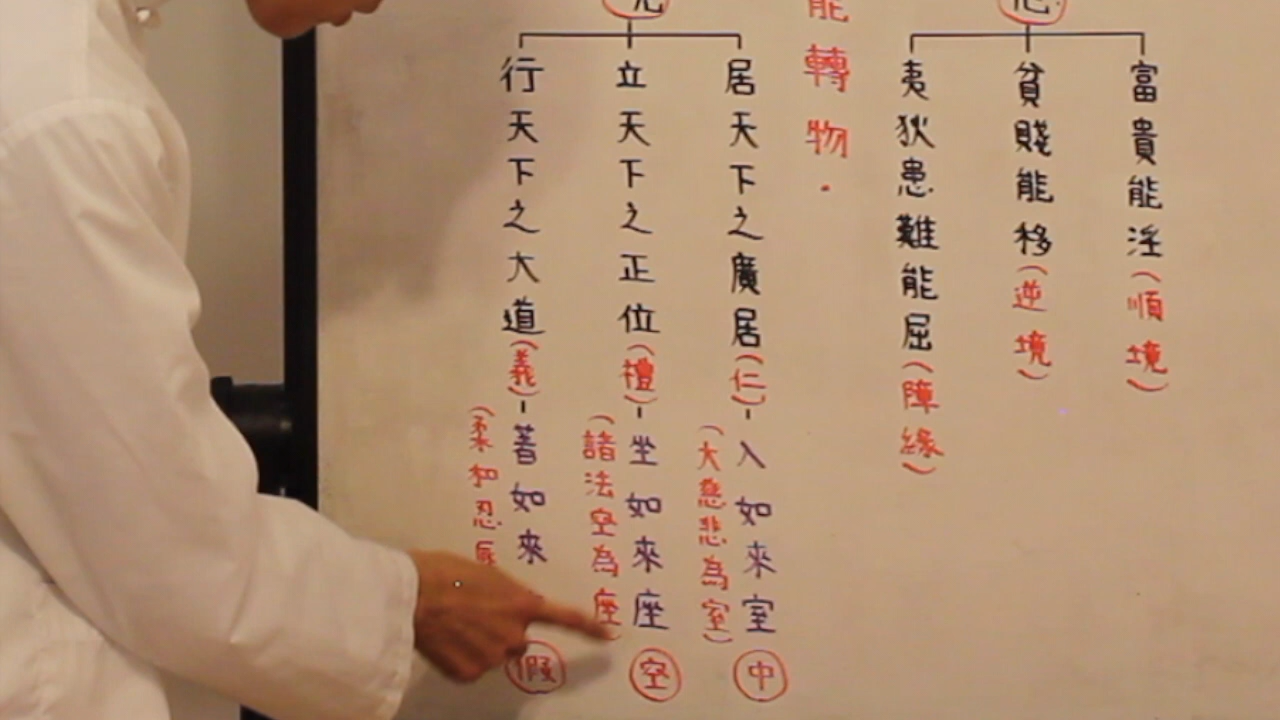 富貴能淫(順境)
貧賤能移(逆境)
夷狄患難能屈(障緣)
能轉物.
居天下之廣居(仁)-入如來室 中
(大慈悲為室)
立天下之正位(禮)-坐如來座 空
(諸法空為座)
行天下之大道(義)-著如來 假
(柔和忍辱